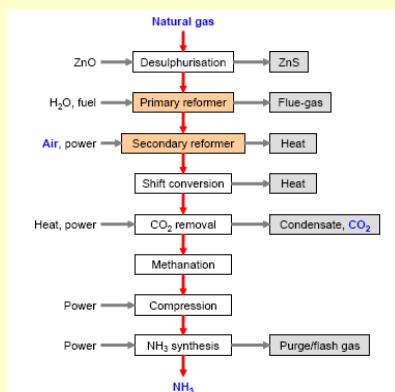 Natural gas
ZnO Desulphurisation ZnS
H₂O, fuel Primary reformer Flue-gas
Air, power Secondary reformer Heat
Shift conversion Heat
Heat, power CO₂ removal Condensate, CO₂
Methanation
Power Compression
Power NH₃ synthesis Purge/flash gas
NH₃